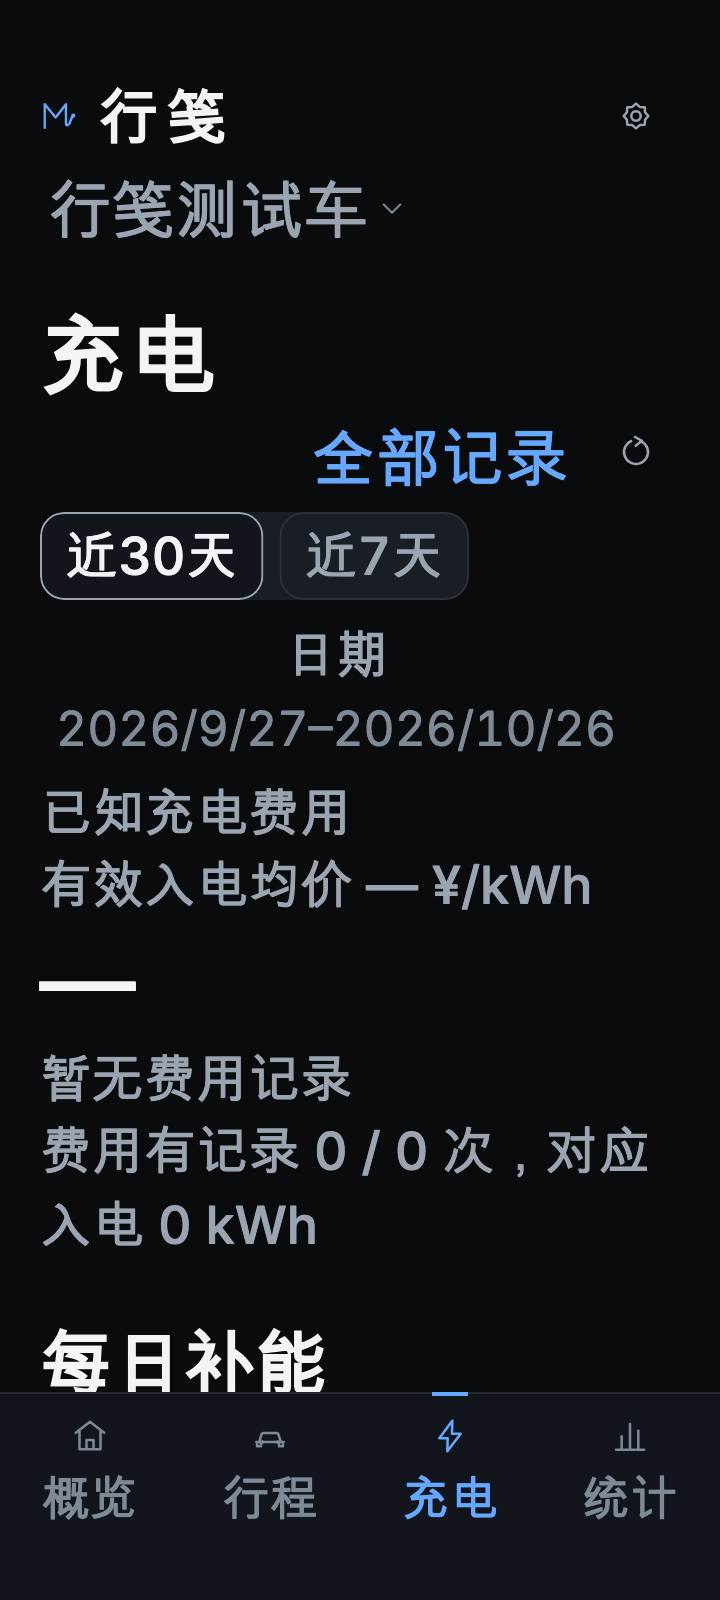 行笺
行笺测试车
充电
全部记录
近30天 近7天
日期
2026/9/27–2026/10/26
已知充电费用
有效入电均价 — ¥/kWh
—
暂无费用记录
费用有记录 0 / 0 次，对应
入电 0 kWh
每日补能
概览 行程 充电 统计